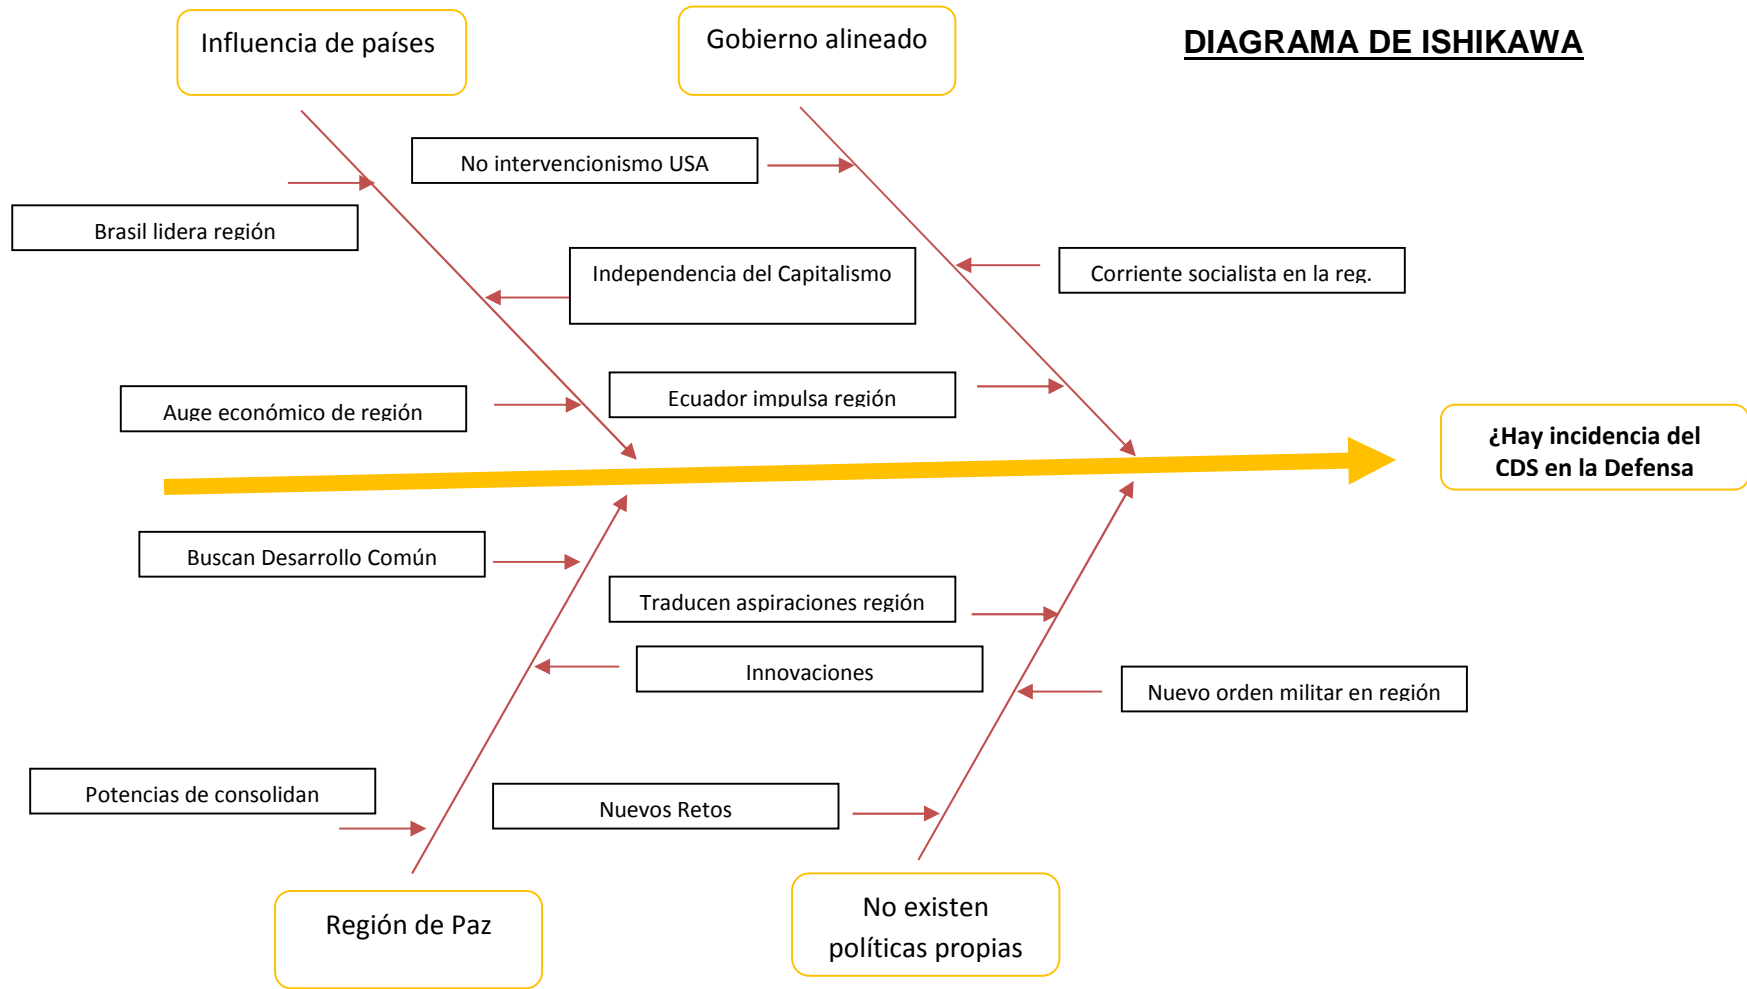 Influencia de países
Gobierno alineado
DIAGRAMA DE ISHIKAWA
No intervencionismo USA
Brasil lidera región
Independencia del Capitalismo
Corriente socialista en la reg.
Auge económico de región
Ecuador impulsa región
¿Hay incidencia del
CDS en la Defensa
Buscan Desarrollo Común
Traducen aspiraciones región
Innovaciones
Nuevo orden militar en región
Potencias de consolidan
Nuevos Retos
Región de Paz
No existen
políticas propias